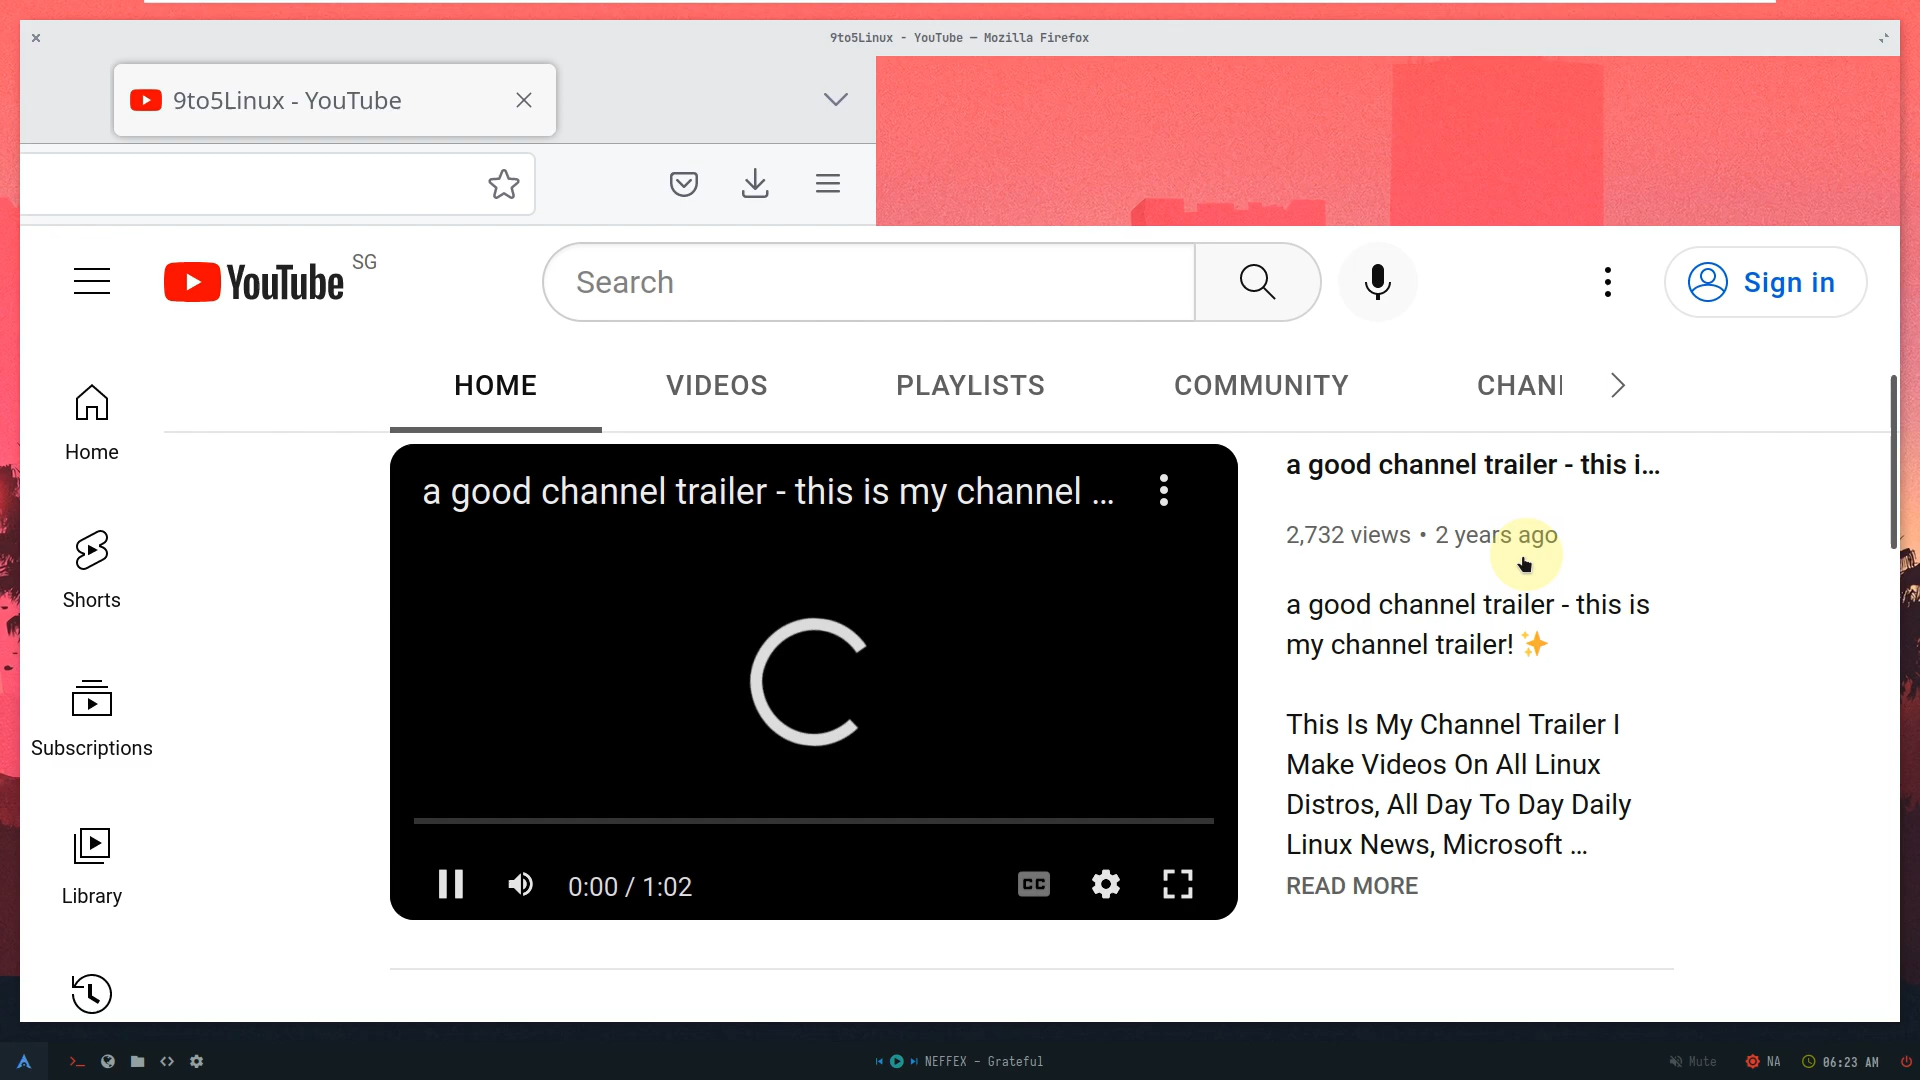 9to5Linux - YouTube — Mozilla Firefox
9to5Linux - YouTube
YouTube SG
Search
Sign in
HOME VIDEOS PLAYLISTS COMMUNITY CHANI
Home
Shorts
Subscriptions
Library
a good channel trailer - this is my channel ...
0:00 / 1:02
CC
a good channel trailer - this i...
2,732 views • 2 years ago
a good channel trailer - this is
my channel trailer! ✨
This Is My Channel Trailer I
Make Videos On All Linux
Distros, All Day To Day Daily
Linux News, Microsoft ...
READ MORE
NEFFEX - Grateful
Mute NA 06:23 AM